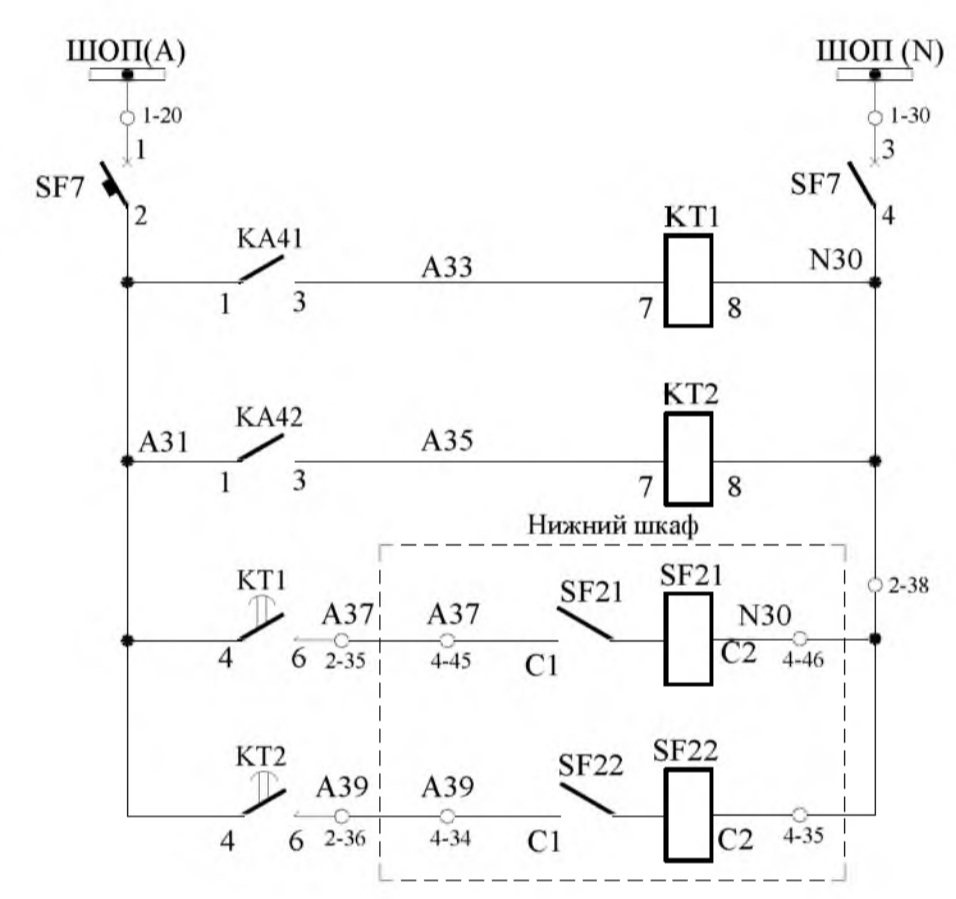 ШОП(А) ШОП (N)
1-20 1-30
1 3
SF7 SF7
2 4
KA41 KT1
A33 N30
1 3 7 8
KA42 KT2
A31 A35
1 3 7 8
Нижний шкаф
KT1 SF21 SF21 2-38
A37 A37 N30
4 6 2-35 4-45 C1 C2 4-46
KT2 SF22 SF22
A39 A39
4 6 2-36 4-34 C1 C2 4-35